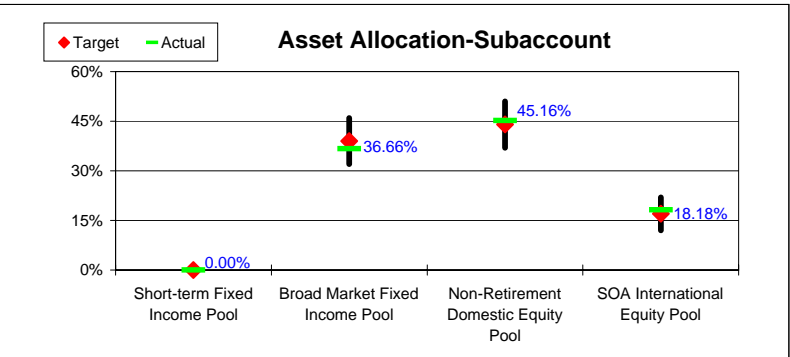 Target Actual
Asset Allocation-Subaccount
60%
45%
30%
15%
0%
0.00%
36.66%
45.16%
18.18%
Short-term Fixed
Income Pool
Broad Market Fixed
Income Pool
Non-Retirement
Domestic Equity
Pool
SOA International
Equity Pool